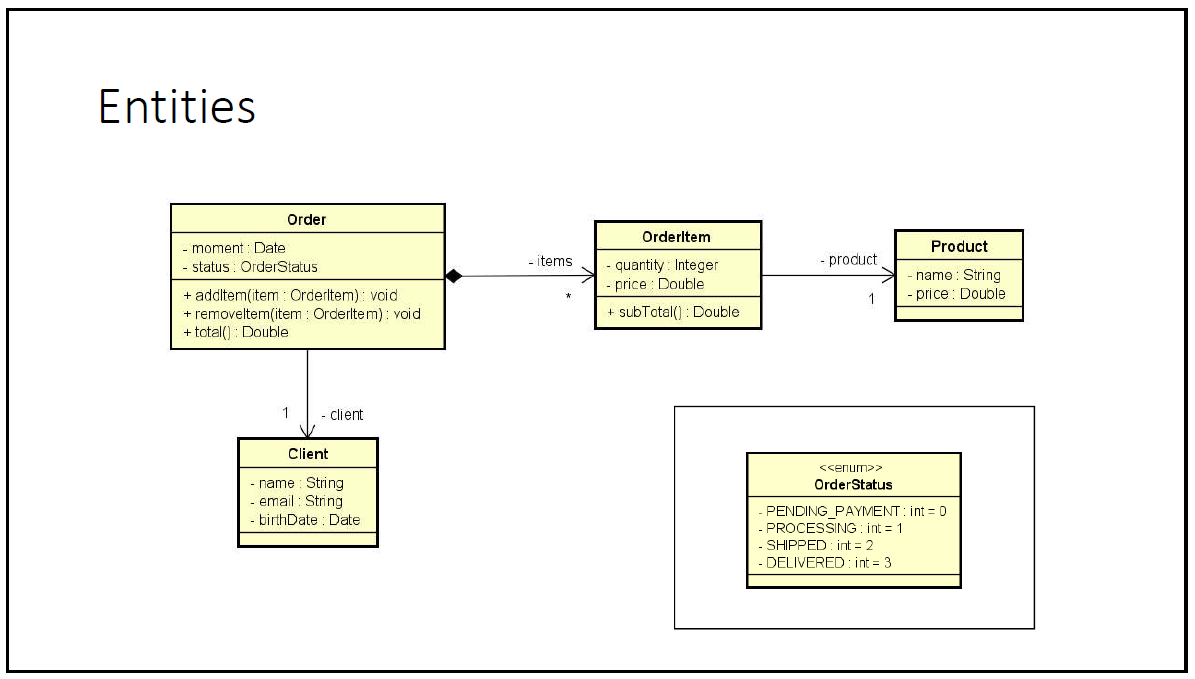 Entities
Order
- moment : Date
- status : OrderStatus
+ addItem(item : OrderItem) : void
+ removeItem(item : OrderItem) : void
+ total() : Double
- items
*
OrderItem
- quantity : Integer
- price : Double
+ subTotal() : Double
- product
1
Product
- name : String
- price : Double
1
- client
Client
- name : String
- email : String
- birthDate : Date
<<enum>>
OrderStatus
- PENDING_PAYMENT : int = 0
- PROCESSING : int = 1
- SHIPPED : int = 2
- DELIVERED : int = 3